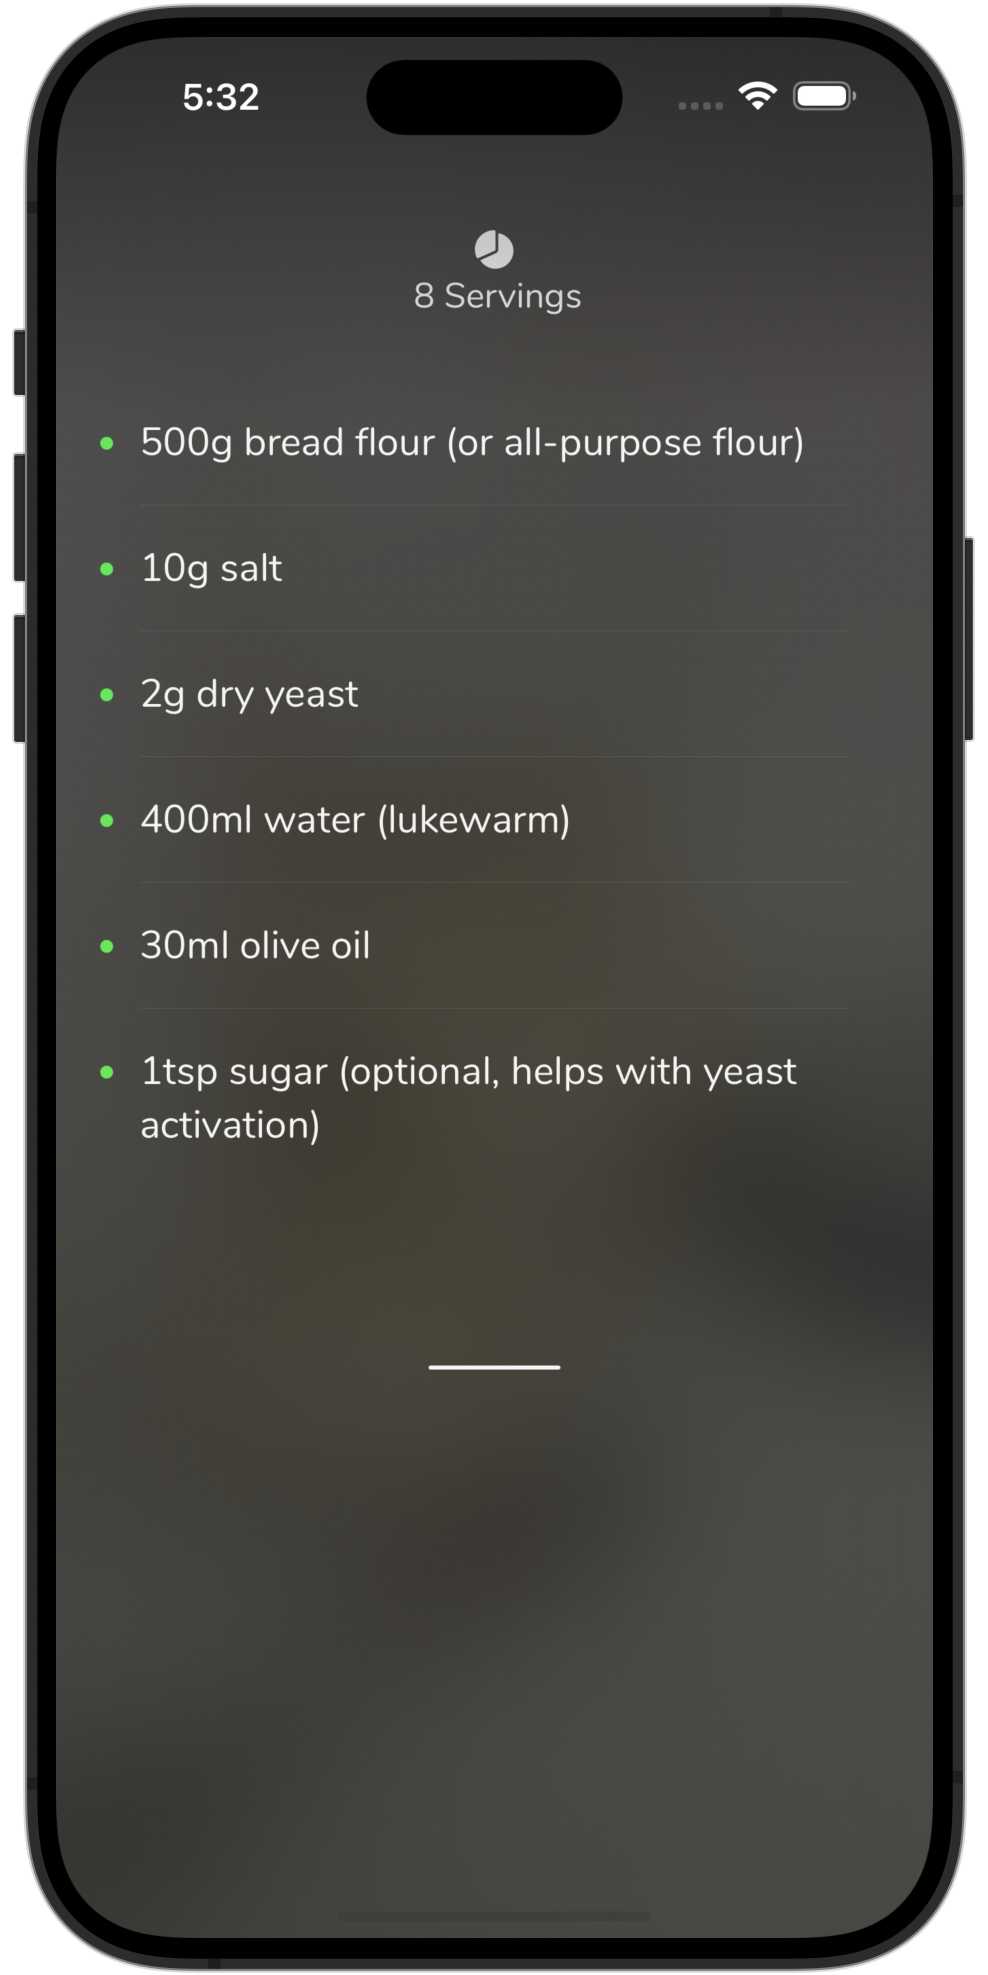 5:32
8 Servings
500g bread flour (or all-purpose flour)
10g salt
2g dry yeast
400ml water (lukewarm)
30ml olive oil
1tsp sugar (optional, helps with yeast
activation)